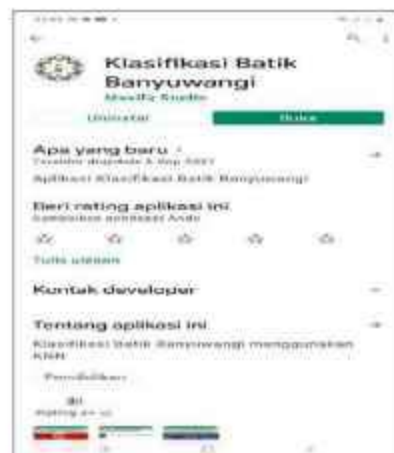 Klasifikasi Batik
Banyuwangi
Uninstal
Buka
Apa yang baru
Aplikasi Klasifikasi Batik Banyuwangi
Beri rating aplikasi ini
Tulis ulasan
Kontak developer
Tentang aplikasi ini
Klasifikasi Batik Banyuwangi menggunakan
KNN
Pendidikan